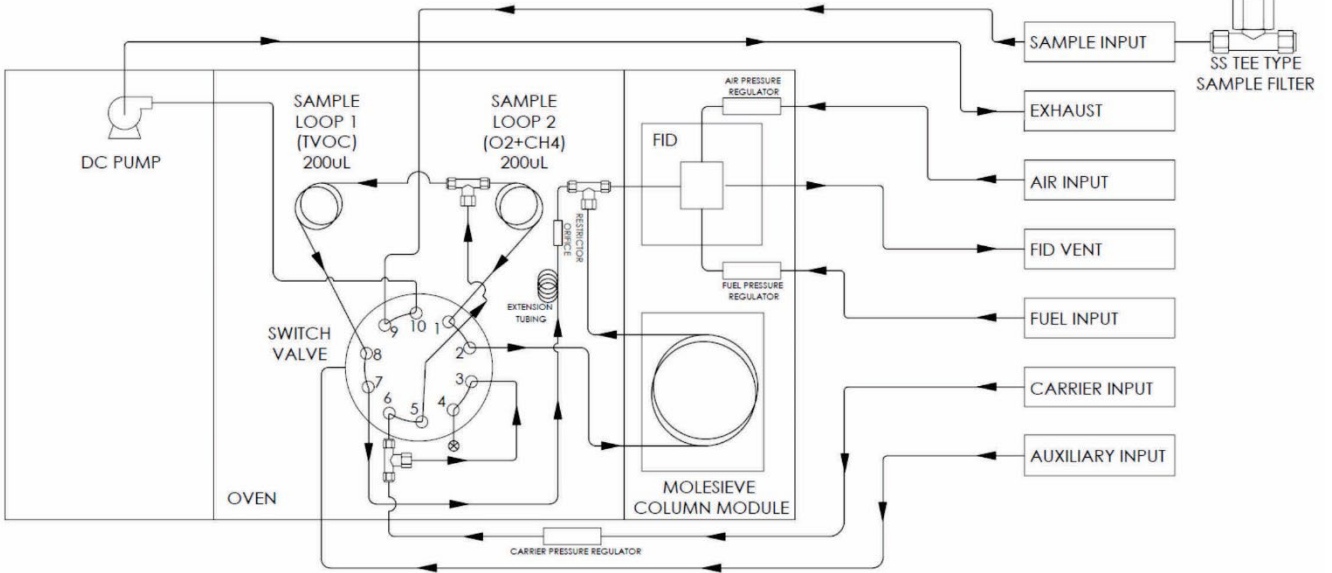 SAMPLE INPUT
SS TEE TYPE
SAMPLE FILTER
EXHAUST
AIR INPUT
FID VENT
FUEL INPUT
CARRIER INPUT
AUXILIARY INPUT
DC PUMP
SAMPLE
LOOP 1
(TVOC)
200uL
SAMPLE
LOOP 2
(O2+CH4)
200uL
AIR PRESSURE
REGULATOR
FID
RESTRICTOR
ORIFICE
EXTENSION
TUBING
FUEL PRESSURE
REGULATOR
SWITCH
VALVE
9
10
1
8
2
7
3
6
5
4
OVEN
MOLESIEVE
COLUMN MODULE
CARRIER PRESSURE REGULATOR